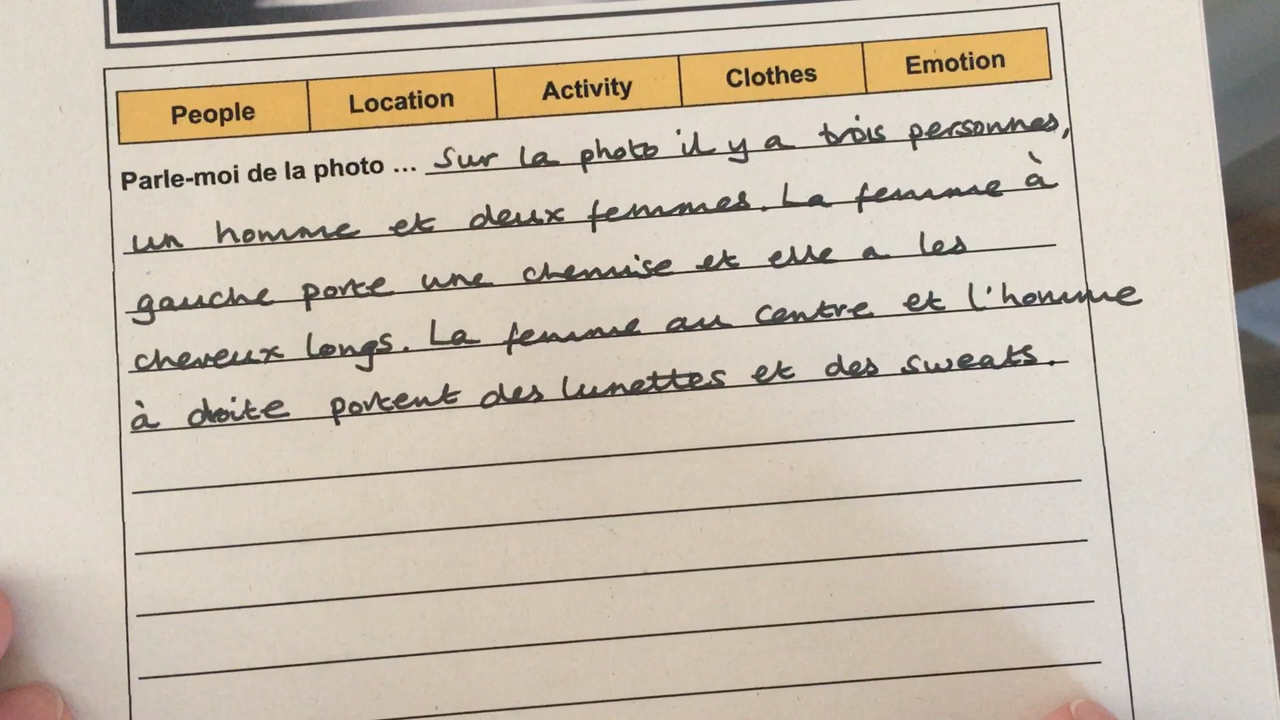 People Location Activity Clothes Emotion
Parle-moi de la photo ... Sur la photo il y a trois personnes,
un homme et deux femmes. La femme à
gauche porte une chemise et elle a les
cheveux longs. La femme au centre et l'homme
à droite portent des lunettes et des sweats.